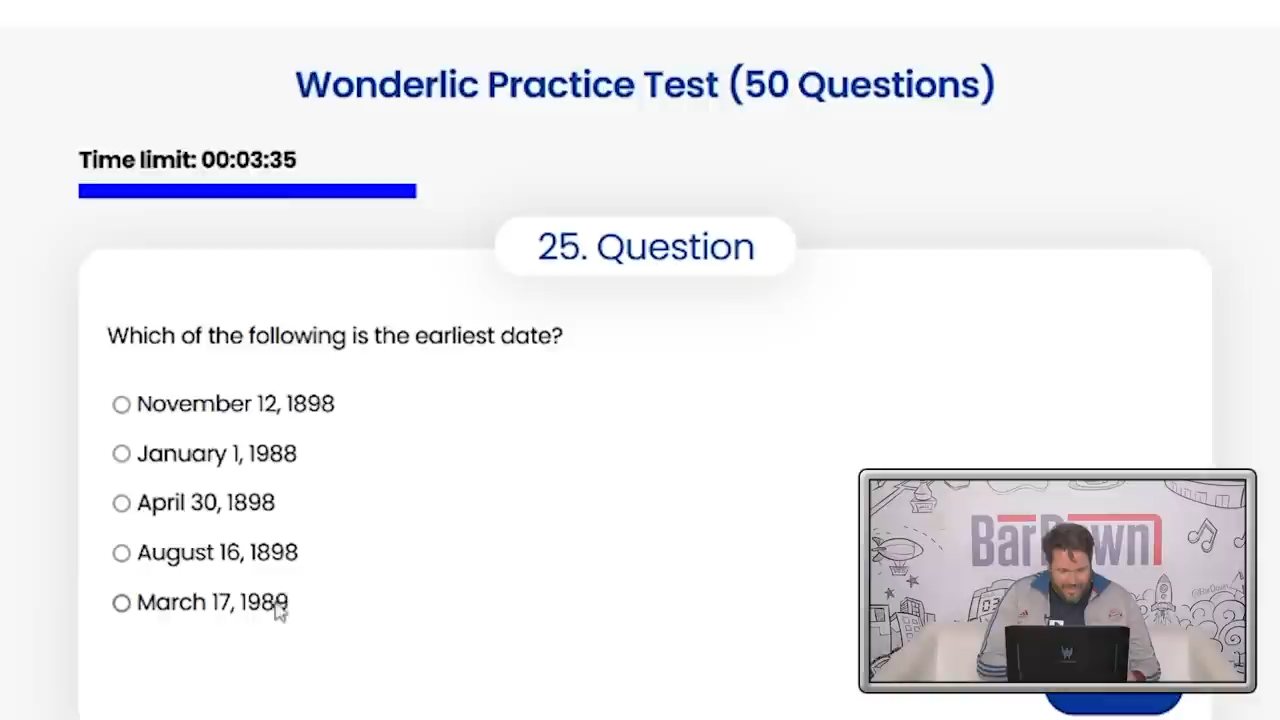 Wonderlic Practice Test (50 Questions)
Time limit: 00:03:35
25. Question
Which of the following is the earliest date?
November 12, 1898
January 1, 1988
April 30, 1898
August 16, 1898
March 17, 1989
BarDown